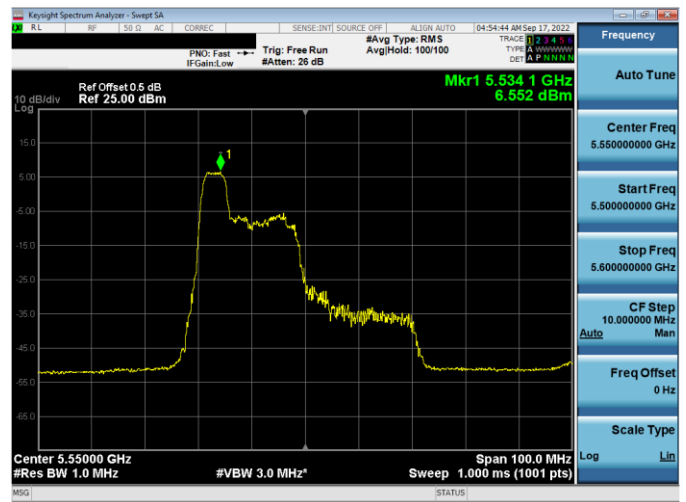 Keysight Spectrum Analyzer - Swept SA
RL RF 50 Ω AC CORREC SENSE:INT SOURCE OFF ALIGN AUTO 04:54:44 AM Sep 17, 2022
PNO: Fast Trig: Free Run #Avg Type: RMS TRACE 1 2 3 4 5 6
IFGain:Low #Atten: 26 dB Avg|Hold: 100/100 TYPE A WWWWW
DET A P N N N N
Frequency
Auto Tune
Center Freq
5.550000000 GHz
Start Freq
5.500000000 GHz
Stop Freq
5.600000000 GHz
CF Step
10.000000 MHz
Auto Man
Freq Offset
0 Hz
Scale Type
Log Lin
Mkr1 5.534 1 GHz
6.552 dBm
Ref Offset 0.5 dB
10 dB/div Ref 25.00 dBm
Log
1
15.0
5.00
-5.00
-15.0
-25.0
-35.0
-45.0
-55.0
-65.0
Center 5.55000 GHz Span 100.0 MHz
#Res BW 1.0 MHz #VBW 3.0 MHz* Sweep 1.000 ms (1001 pts)
MSG STATUS